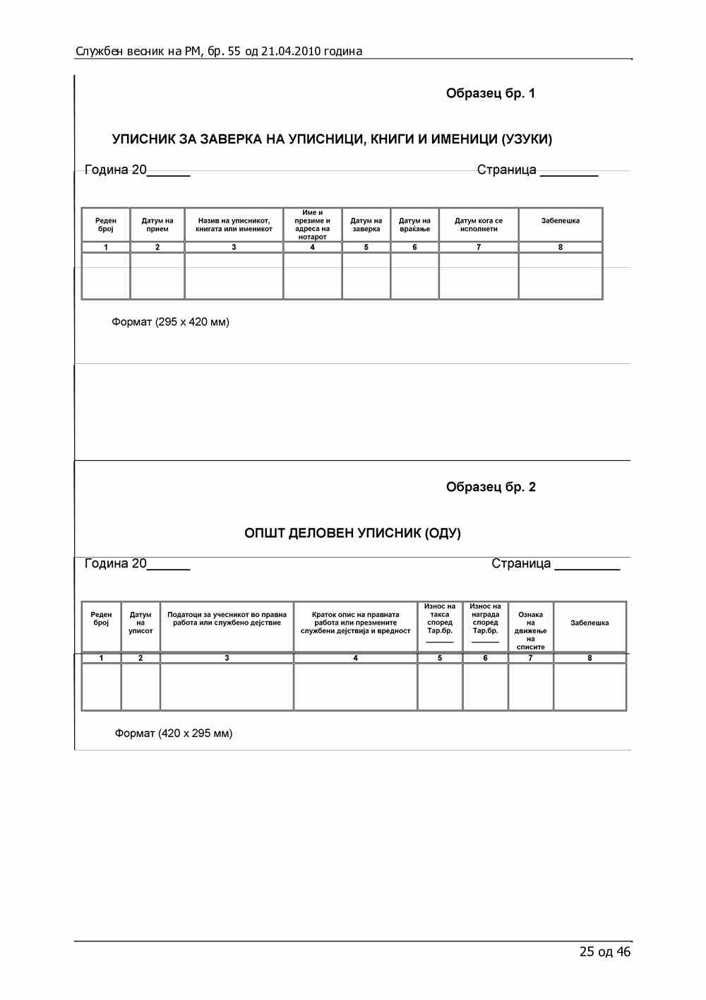 Службен весник на РМ, бр. 55 од 21.04.2010 година
Образец бр. 1
УПИСНИК ЗА ЗАВЕРКА НА УПИСНИЦИ, КНИГИ И ИМЕНИЦИ (УЗУКИ)
Година 20______ Страница ________
Реден број | Датум на прием | Назив на уписникот, книгата или именикот | Име и презиме и адреса на нотарот | Датум на заверка | Датум на враќање | Датум кога се исполнети | Забелешка
1 2 3 4 5 6 7 8
Формат (295 х 420 мм)
Образец бр. 2
ОПШТ ДЕЛОВЕН УПИСНИК (ОДУ)
Година 20______ Страница _________
Реден број | Датум на уписот | Податоци за учесникот во правна работа или службено дејствие | Краток опис на правната работа или презмените службени дејствија и вредност | Износ на такса според Тар.бр. ______ | Износ на награда според Тар.бр. ______ | Ознака на движење на списите | Забелешка
1 2 3 4 5 6 7 8
Формат (420 х 295 мм)
25 од 46